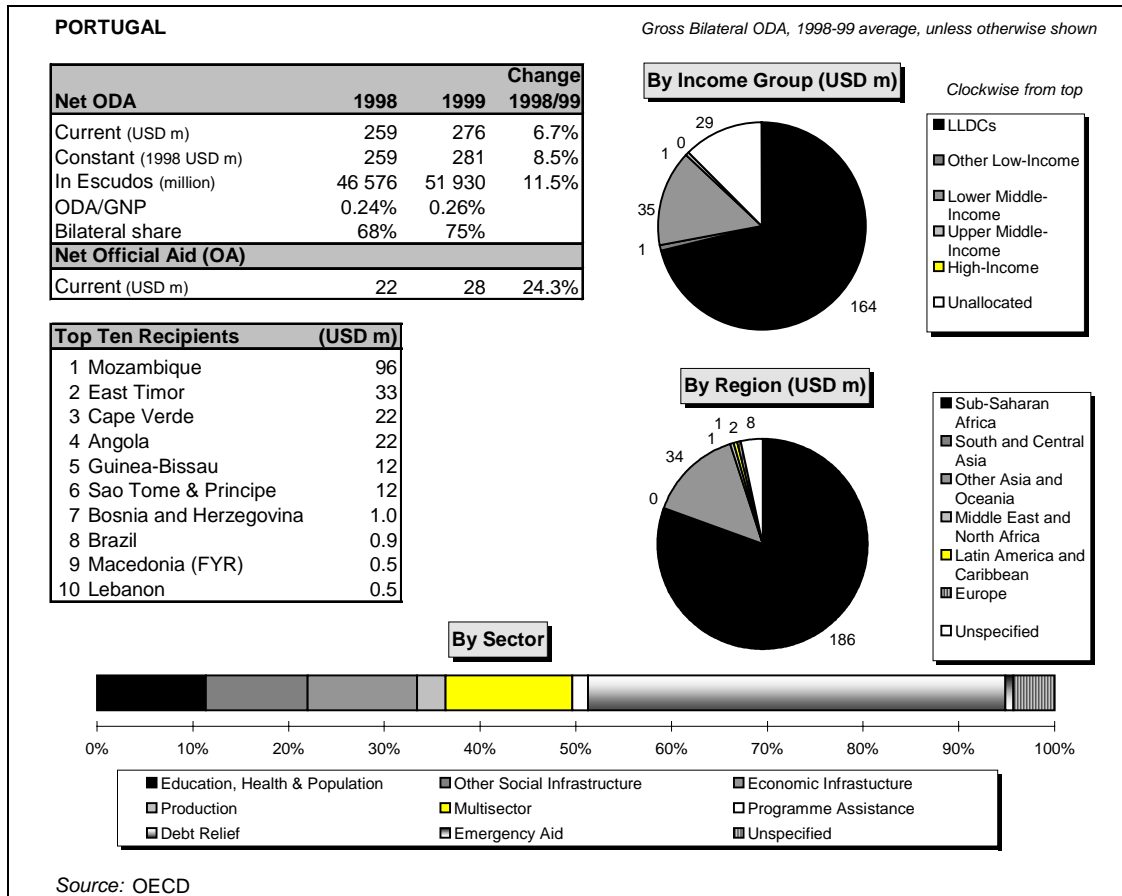 PORTUGAL
Gross Bilateral ODA, 1998-99 average, unless otherwise shown
Change
Net ODA 1998 1999 1998/99
Current (USD m) 259 276 6.7%
Constant (1998 USD m) 259 281 8.5%
In Escudos (million) 46 576 51 930 11.5%
ODA/GNP 0.24% 0.26%
Bilateral share 68% 75%
Net Official Aid (OA)
Current (USD m) 22 28 24.3%
By Income Group (USD m)
Clockwise from top
29
0
1
35
1
164
LLDCs
Other Low-Income
Lower Middle-
Income
Upper Middle-
Income
High-Income
Unallocated
Top Ten Recipients (USD m)
1 Mozambique 96
2 East Timor 33
3 Cape Verde 22
4 Angola 22
5 Guinea-Bissau 12
6 Sao Tome & Principe 12
7 Bosnia and Herzegovina 1.0
8 Brazil 0.9
9 Macedonia (FYR) 0.5
10 Lebanon 0.5
By Region (USD m)
1 2 8
1
34
0
186
Sub-Saharan
Africa
South and Central
Asia
Other Asia and
Oceania
Middle East and
North Africa
Latin America and
Caribbean
Europe
Unspecified
By Sector
0% 10% 20% 30% 40% 50% 60% 70% 80% 90% 100%
Education, Health & Population Other Social Infrastructure Economic Infrastucture
Production Multisector Programme Assistance
Debt Relief Emergency Aid Unspecified
Source: OECD